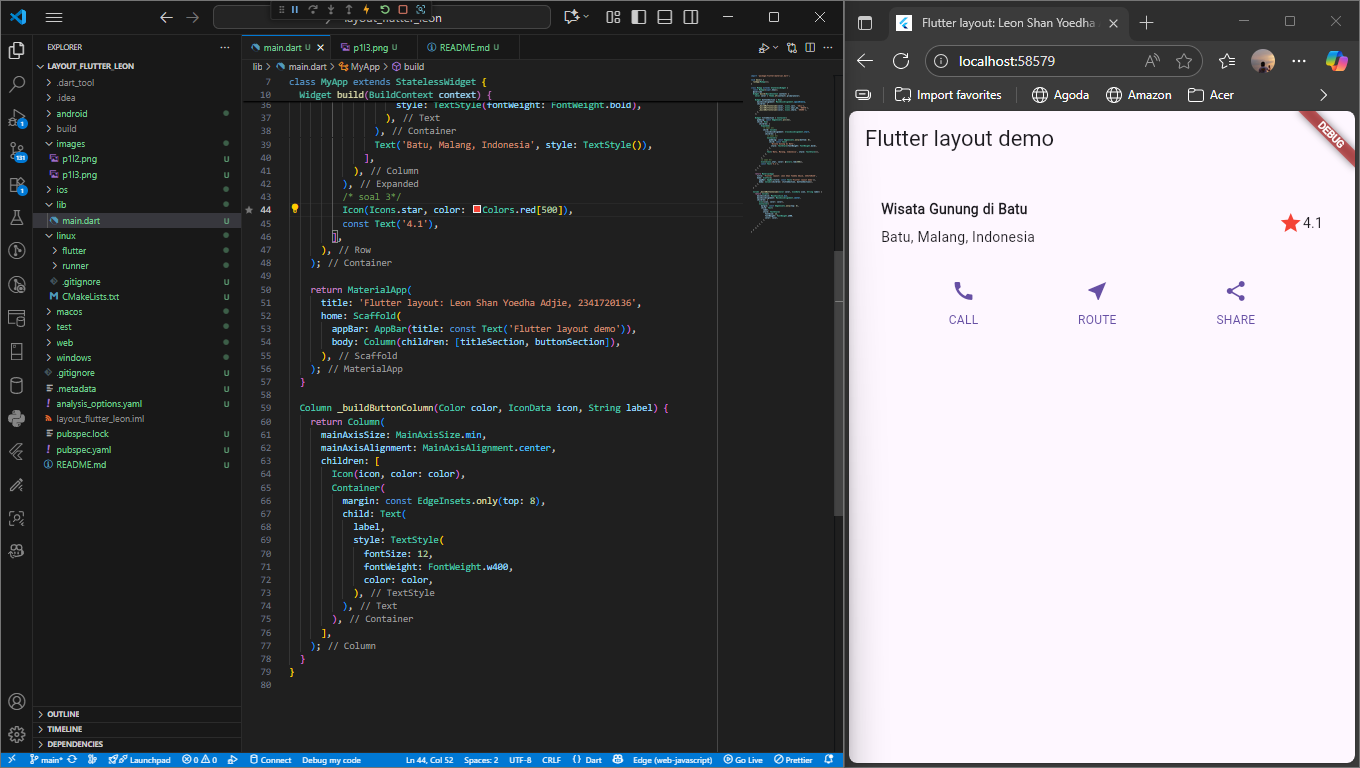 layout_flutter_leon
EXPLORER
LAYOUT_FLUTTER_LEON
.dart_tool
.idea
android
build
images
p1l2.png U
p1l3.png U
ios
lib
main.dart U
linux
flutter
runner
.gitignore U
CMakeLists.txt U
macos
test
web
windows
.gitignore U
.metadata U
analysis_options.yaml U
layout_flutter_leon.iml
pubspec.lock U
pubspec.yaml U
README.md U
OUTLINE
TIMELINE
DEPENDENCIES
main.dart U
p1l3.png U
README.md U
lib > main.dart > MyApp > build
7 class MyApp extends StatelessWidget {
10 Widget build(BuildContext context) {
36 style: TextStyle(fontWeight: FontWeight.bold),
37 ), // Text
38 ), // Container
39 Text('Batu, Malang, Indonesia', style: TextStyle()),
40 ],
41 ), // Column
42 ), // Expanded
43 /* soal 3*/
44 Icon(Icons.star, color: Colors.red[500]),
45 const Text('4.1'),
46 ],
47 ), // Row
48 ); // Container
49
50 return MaterialApp(
51 title: 'Flutter layout: Leon Shan Yoedha Adjie, 2341720136',
52 home: Scaffold(
53 appBar: AppBar(title: const Text('Flutter layout demo')),
54 body: Column(children: [titleSection, buttonSection]),
55 ), // Scaffold
56 ); // MaterialApp
57 }
58
59 Column _buildButtonColumn(Color color, IconData icon, String label) {
60 return Column(
61 mainAxisSize: MainAxisSize.min,
62 mainAxisAlignment: MainAxisAlignment.center,
63 children: [
64 Icon(icon, color: color),
65 Container(
66 margin: const EdgeInsets.only(top: 8),
67 child: Text(
68 label,
69 style: TextStyle(
70 fontSize: 12,
71 fontWeight: FontWeight.w400,
72 color: color,
73 ), // TextStyle
74 ), // Text
75 ), // Container
76 ],
77 ); // Column
78 }
79 }
80
main* Launchpad 0 0 Connect Debug my code Ln 44, Col 52 Spaces: 2 UTF-8 CRLF {} Dart Edge (web-javascript) Go Live Prettier
Flutter layout: Leon Shan Yoedha
localhost:58579
Import favorites Agoda Amazon Acer
Flutter layout demo
DEBUG
Wisata Gunung di Batu
Batu, Malang, Indonesia
4.1
CALL ROUTE SHARE